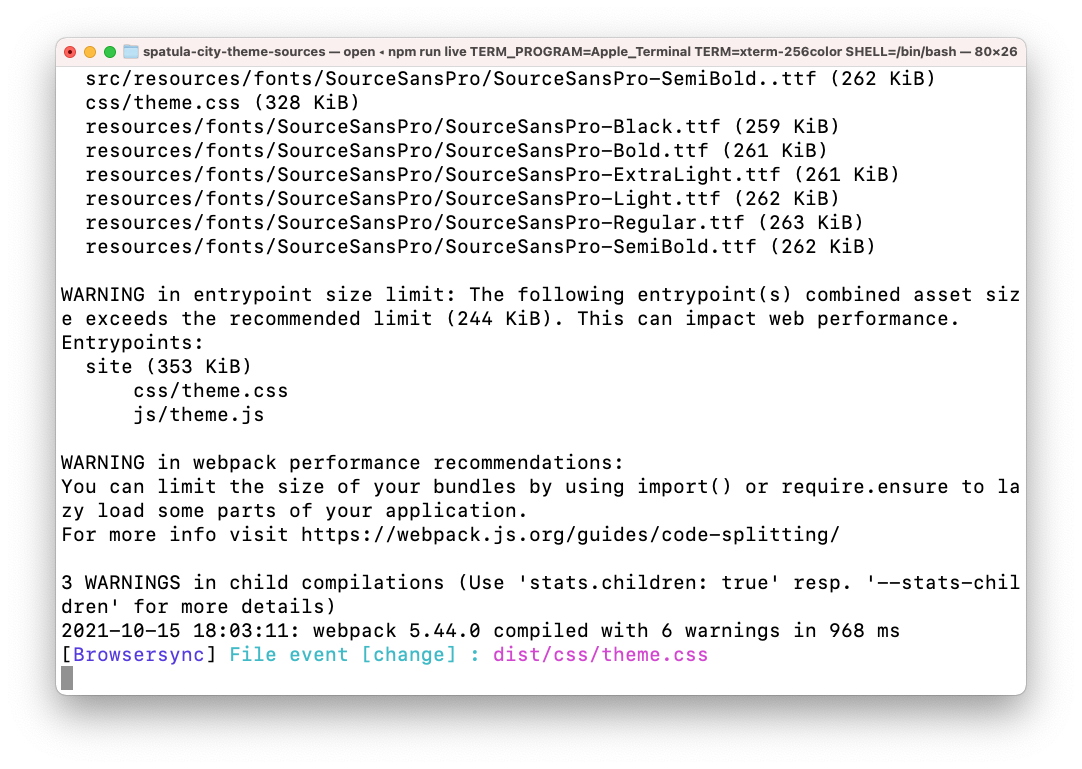 spatula-city-theme-sources — open ◂ npm run live TERM_PROGRAM=Apple_Terminal TERM=xterm-256color SHELL=/bin/bash — 80×26
src/resources/fonts/SourceSansPro/SourceSansPro-SemiBold..ttf (262 KiB)
css/theme.css (328 KiB)
resources/fonts/SourceSansPro/SourceSansPro-Black.ttf (259 KiB)
resources/fonts/SourceSansPro/SourceSansPro-Bold.ttf (261 KiB)
resources/fonts/SourceSansPro/SourceSansPro-ExtraLight.ttf (261 KiB)
resources/fonts/SourceSansPro/SourceSansPro-Light.ttf (262 KiB)
resources/fonts/SourceSansPro/SourceSansPro-Regular.ttf (263 KiB)
resources/fonts/SourceSansPro/SourceSansPro-SemiBold.ttf (262 KiB)
WARNING in entrypoint size limit: The following entrypoint(s) combined asset siz
e exceeds the recommended limit (244 KiB). This can impact web performance.
Entrypoints:
site (353 KiB)
css/theme.css
js/theme.js
WARNING in webpack performance recommendations:
You can limit the size of your bundles by using import() or require.ensure to la
zy load some parts of your application.
For more info visit https://webpack.js.org/guides/code-splitting/
3 WARNINGS in child compilations (Use 'stats.children: true' resp. '--stats-chil
dren' for more details)
2021-10-15 18:03:11: webpack 5.44.0 compiled with 6 warnings in 968 ms
[Browsersync] File event [change] : dist/css/theme.css